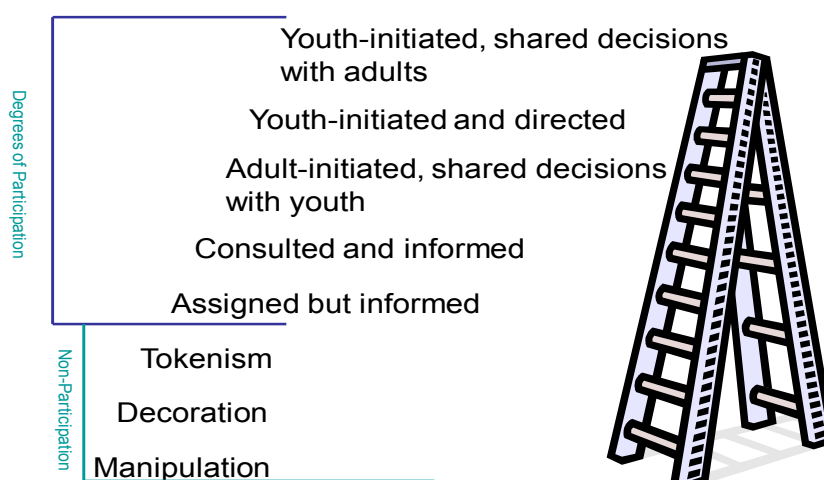 Degrees of Participation
Youth-initiated, shared decisions
with adults
Youth-initiated and directed
Adult-initiated, shared decisions
with youth
Consulted and informed
Assigned but informed
Non-Participation
Tokenism
Decoration
Manipulation